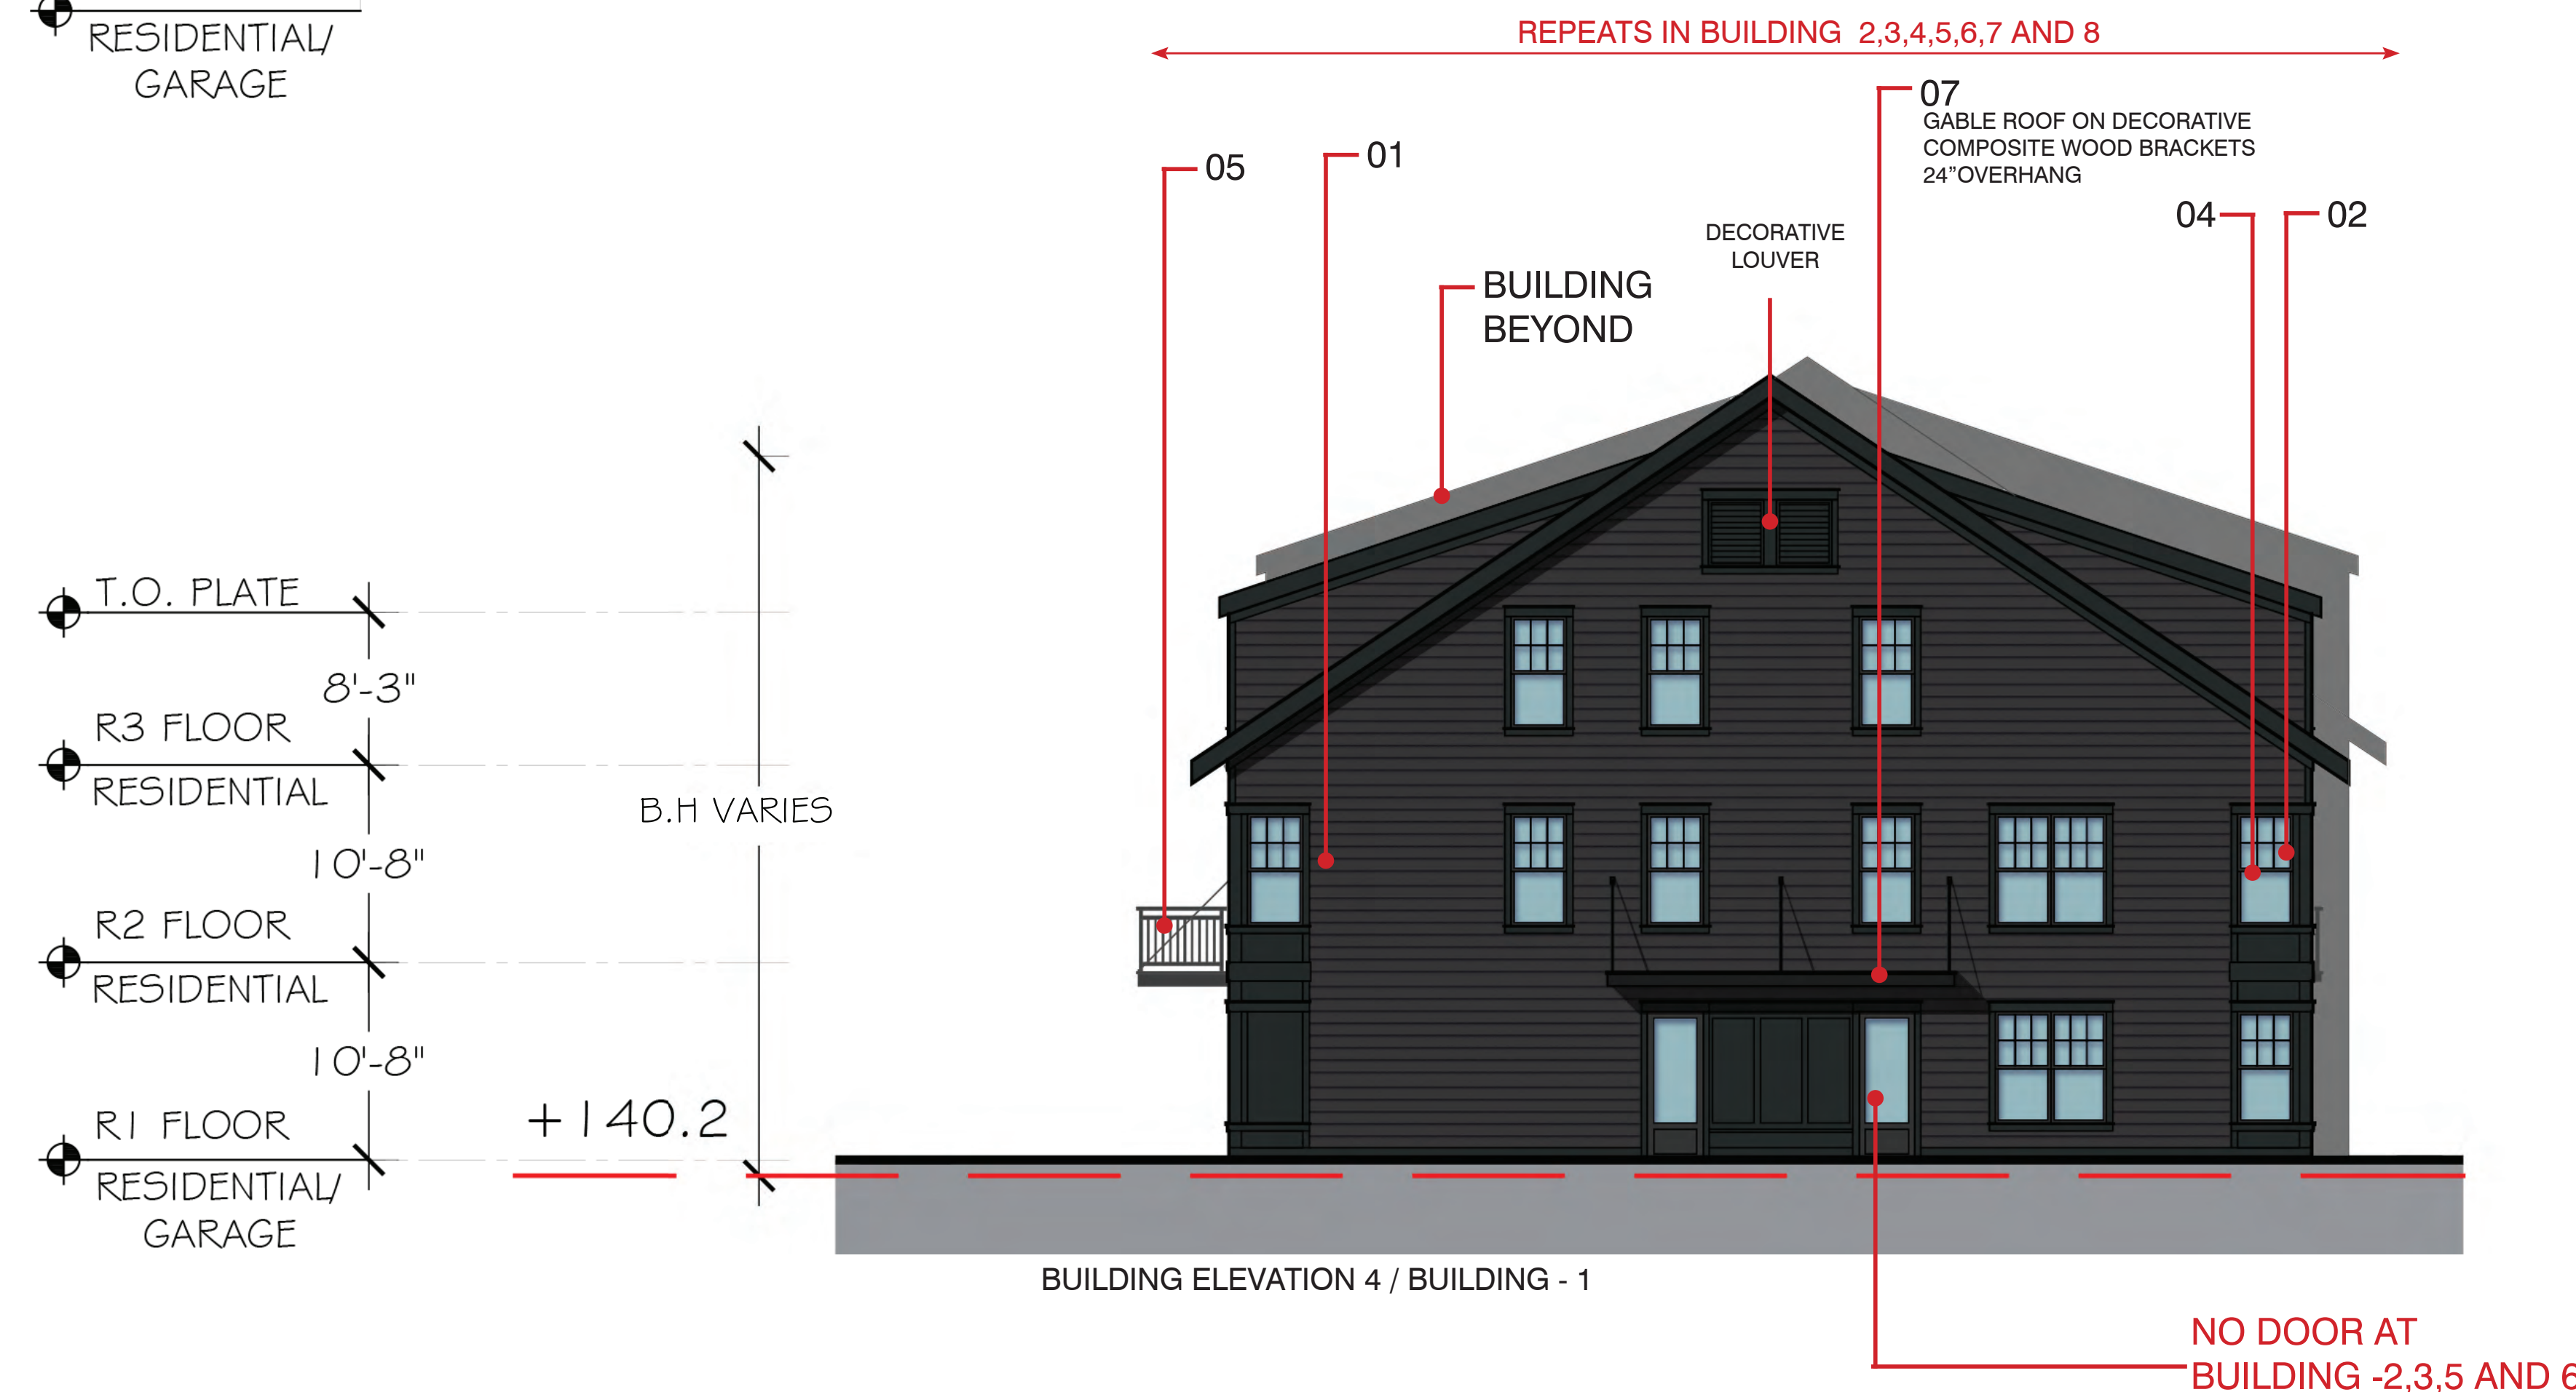 RESIDENTIAL/
GARAGE
REPEATS IN BUILDING 2,3,4,5,6,7 AND 8
07
GABLE ROOF ON DECORATIVE
COMPOSITE WOOD BRACKETS
24”OVERHANG
05
01
04
02
DECORATIVE
LOUVER
BUILDING
BEYOND
T.O. PLATE
8'-3"
R3 FLOOR
RESIDENTIAL
B.H VARIES
10'-8"
R2 FLOOR
RESIDENTIAL
10'-8"
R1 FLOOR
+140.2
RESIDENTIAL/
GARAGE
BUILDING ELEVATION 4 / BUILDING - 1
NO DOOR AT
BUILDING -2,3,5 AND 6